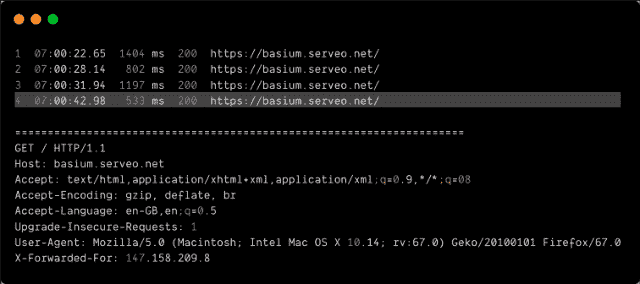 1 07:00:22.65 1404 ms 200 https://basium.serveo.net/
2 07:00:28.14 802 ms 200 https://basium.serveo.net/
3 07:00:31.94 1197 ms 200 https://basium.serveo.net/
4 07:00:42.98 533 ms 200 https://basium.serveo.net/
====================================================================
GET / HTTP/1.1
Host: basium.serveo.net
Accept: text/html,application/xhtml+xml,application/xml;q=0.9,*/*;q=08
Accept-Encoding: gzip, deflate, br
Accept-Language: en-GB,en;q=0.5
Upgrade-Insecure-Requests: 1
User-Agent: Mozilla/5.0 (Macintosh; Intel Mac OS X 10.14; rv:67.0) Geko/20100101 Firefox/67.0
X-Forwarded-For: 147.158.209.8